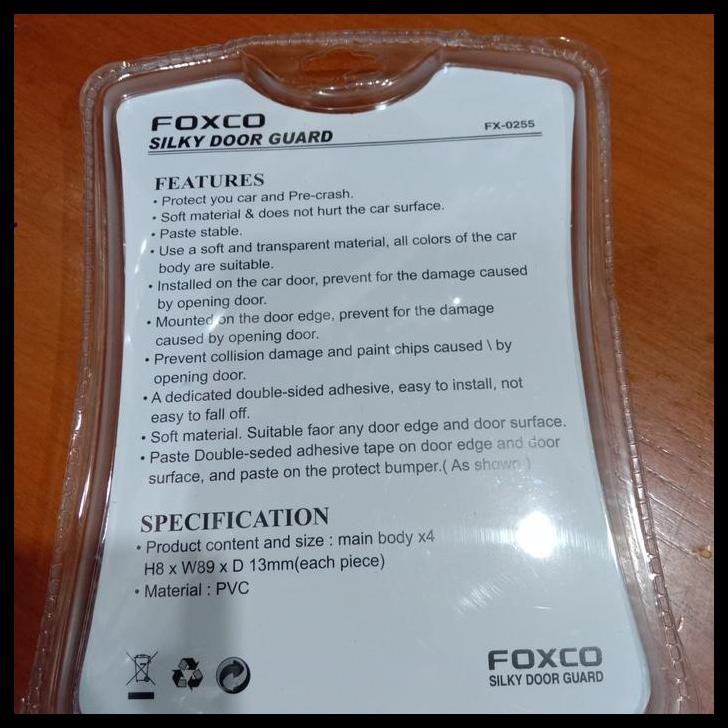 FOXCO
SILKY DOOR GUARD
FX-0255
FEATURES
• Protect you car and Pre-crash.
• Soft material & does not hurt the car surface.
• Paste stable.
• Use a soft and transparent material, all colors of the car
body are suitable.
• Installed on the car door, prevent for the damage caused
by opening door.
• Mounted on the door edge, prevent for the damage
caused by opening door.
• Prevent collision damage and paint chips caused \ by
opening door.
• A dedicated double-sided adhesive, easy to install, not
easy to fall off.
• Soft material. Suitable faor any door edge and door surface.
• Paste Double-seded adhesive tape on door edge and door
surface, and paste on the protect bumper.( As shown )
SPECIFICATION
• Product content and size : main body x4
H8 x W89 x D 13mm(each piece)
• Material : PVC
FOXCO
SILKY DOOR GUARD